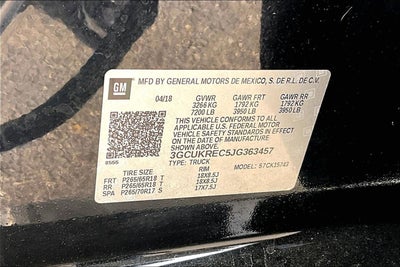 GM
MFD BY GENERAL MOTORS DE MEXICO, S. DE R.L. DE C.V.
04/18 GVWR GAWR FRT GAWR RR
3266 KG 1792 KG 1792 KG
7200 LB 3950 LB 3950 LB
THIS VEHICLE CONFORMS TO ALL
APPLICABLE U.S. FEDERAL MOTOR
VEHICLE SAFETY STANDARDS IN EFFECT
ON THE DATE OF MANUFACTURE SHOWN ABOVE.
3GCUKREC5JG363457
TYPE: TRUCK
TIRE SIZE RIM
FRT P265/65R18 T 18X8.5J
RR P265/65R18 T 18X8.5J
SPA P265/70R17 S 17X7.5J